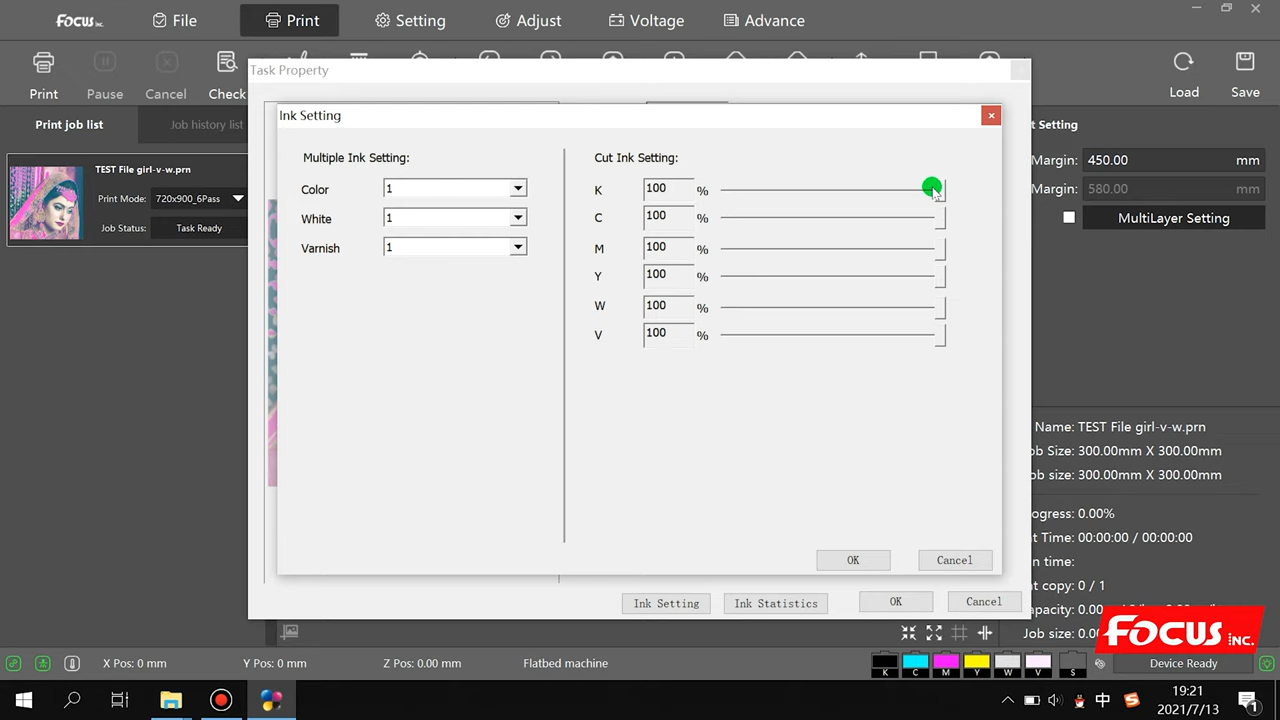 Focus inc.
File
Print
Setting
Adjust
Voltage
Advance
Print
Pause
Cancel
Check
Load
Save
Task Property
Print job list
Job history list
TEST File girl-v-w.prn
Print Mode: 720x900_6Pass
Job Status: Task Ready
Ink Setting
Multiple Ink Setting:
Color 1
White 1
Varnish 1
Cut Ink Setting:
K 100 %
C 100 %
M 100 %
Y 100 %
W 100 %
V 100 %
OK
Cancel
Ink Setting
Ink Statistics
OK
Cancel
t Setting
Margin: 450.00 mm
Margin: 580.00 mm
MultiLayer Setting
Name: TEST File girl-v-w.prn
ob Size: 300.00mm X 300.00mm
job size: 300.00mm X 300.00mm
rogress: 0.00%
t Time: 00:00:00 / 00:00:00
n time:
t copy: 0 / 1
apacity: 0.00
Job size: 0.00
FOCUS INC.
X Pos: 0 mm
Y Pos: 0 mm
Z Pos: 0.00 mm
Flatbed machine
K
C
M
Y
W
V
S
Device Ready
中
S
19:21
2021/7/13
1